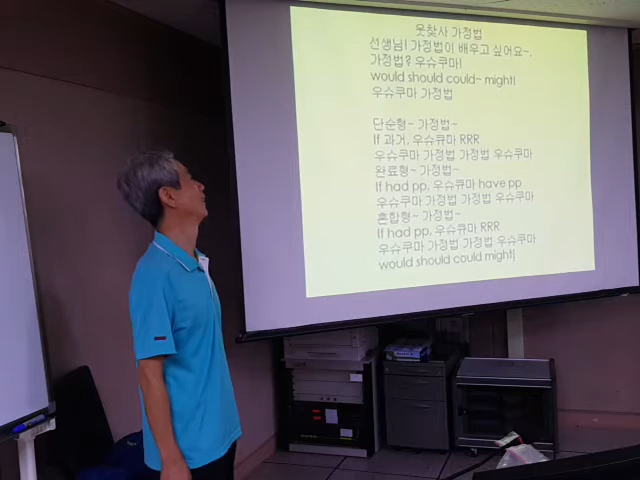 웃찾사 가정법
선생님! 가정법이 배우고 싶어요~.
가정법? 우슈쿠마!
would should could~ might!
우슈쿠마 가정법
단순형~ 가정법~
If 과거, 우슈큐마 RRR
우슈쿠마 가정법 가정법 우슈쿠마
완료형~ 가정법~
If had pp, 우슈큐마 have pp
우슈쿠마 가정법 가정법 우슈쿠마
혼합형~ 가정법~
If had pp, 우슈큐마 RRR
우슈쿠마 가정법 가정법 우슈쿠마
would should could might